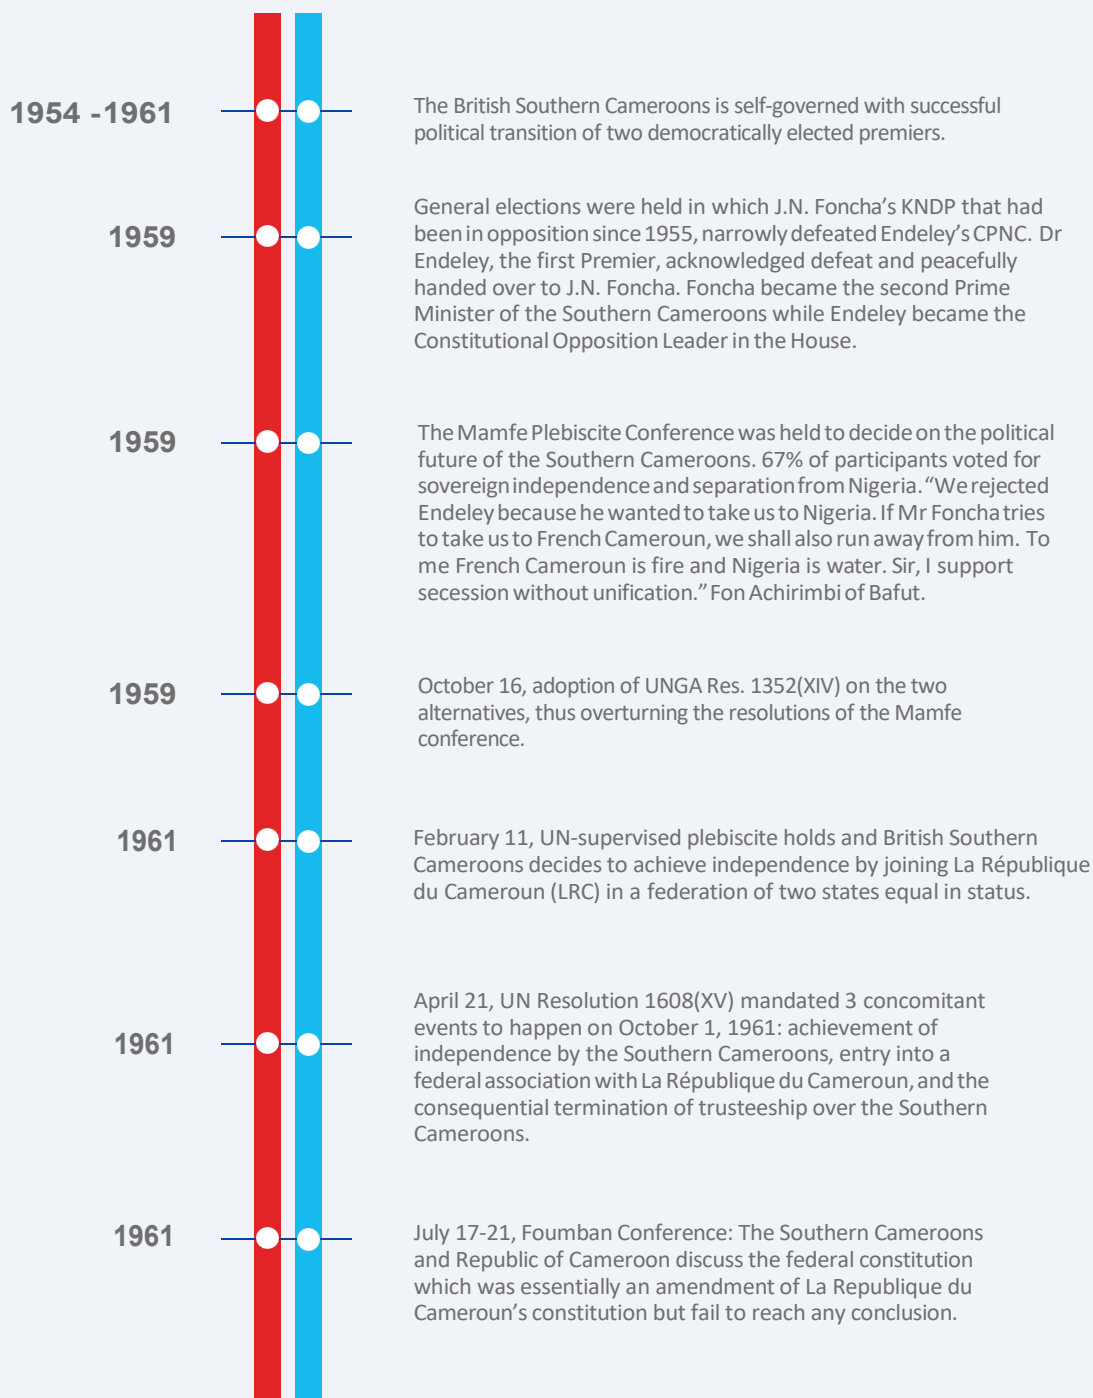 1954 -1961
The British Southern Cameroons is self-governed with successful
political transition of two democratically elected premiers.
1959
General elections were held in which J.N. Foncha’s KNDP that had
been in opposition since 1955, narrowly defeated Endeley’s CPNC. Dr
Endeley, the first Premier, acknowledged defeat and peacefully
handed over to J.N. Foncha. Foncha became the second Prime
Minister of the Southern Cameroons while Endeley became the
Constitutional Opposition Leader in the House.
1959
The Mamfe Plebiscite Conference was held to decide on the political
future of the Southern Cameroons. 67% of participants voted for
sovereign independence and separation from Nigeria. “We rejected
Endeley because he wanted to take us to Nigeria. If Mr Foncha tries
to take us to French Cameroun, we shall also run away from him. To
me French Cameroun is fire and Nigeria is water. Sir, I support
secession without unification.” Fon Achirimbi of Bafut.
1959
October 16, adoption of UNGA Res. 1352(XIV) on the two
alternatives, thus overturning the resolutions of the Mamfe
conference.
1961
February 11, UN-supervised plebiscite holds and British Southern
Cameroons decides to achieve independence by joining La République
du Cameroun (LRC) in a federation of two states equal in status.
1961
April 21, UN Resolution 1608(XV) mandated 3 concomitant
events to happen on October 1, 1961: achievement of
independence by the Southern Cameroons, entry into a
federal association with La République du Cameroun, and the
consequential termination of trusteeship over the Southern
Cameroons.
1961
July 17-21, Foumban Conference: The Southern Cameroons
and Republic of Cameroon discuss the federal constitution
which was essentially an amendment of La Republique du
Cameroun’s constitution but fail to reach any conclusion.